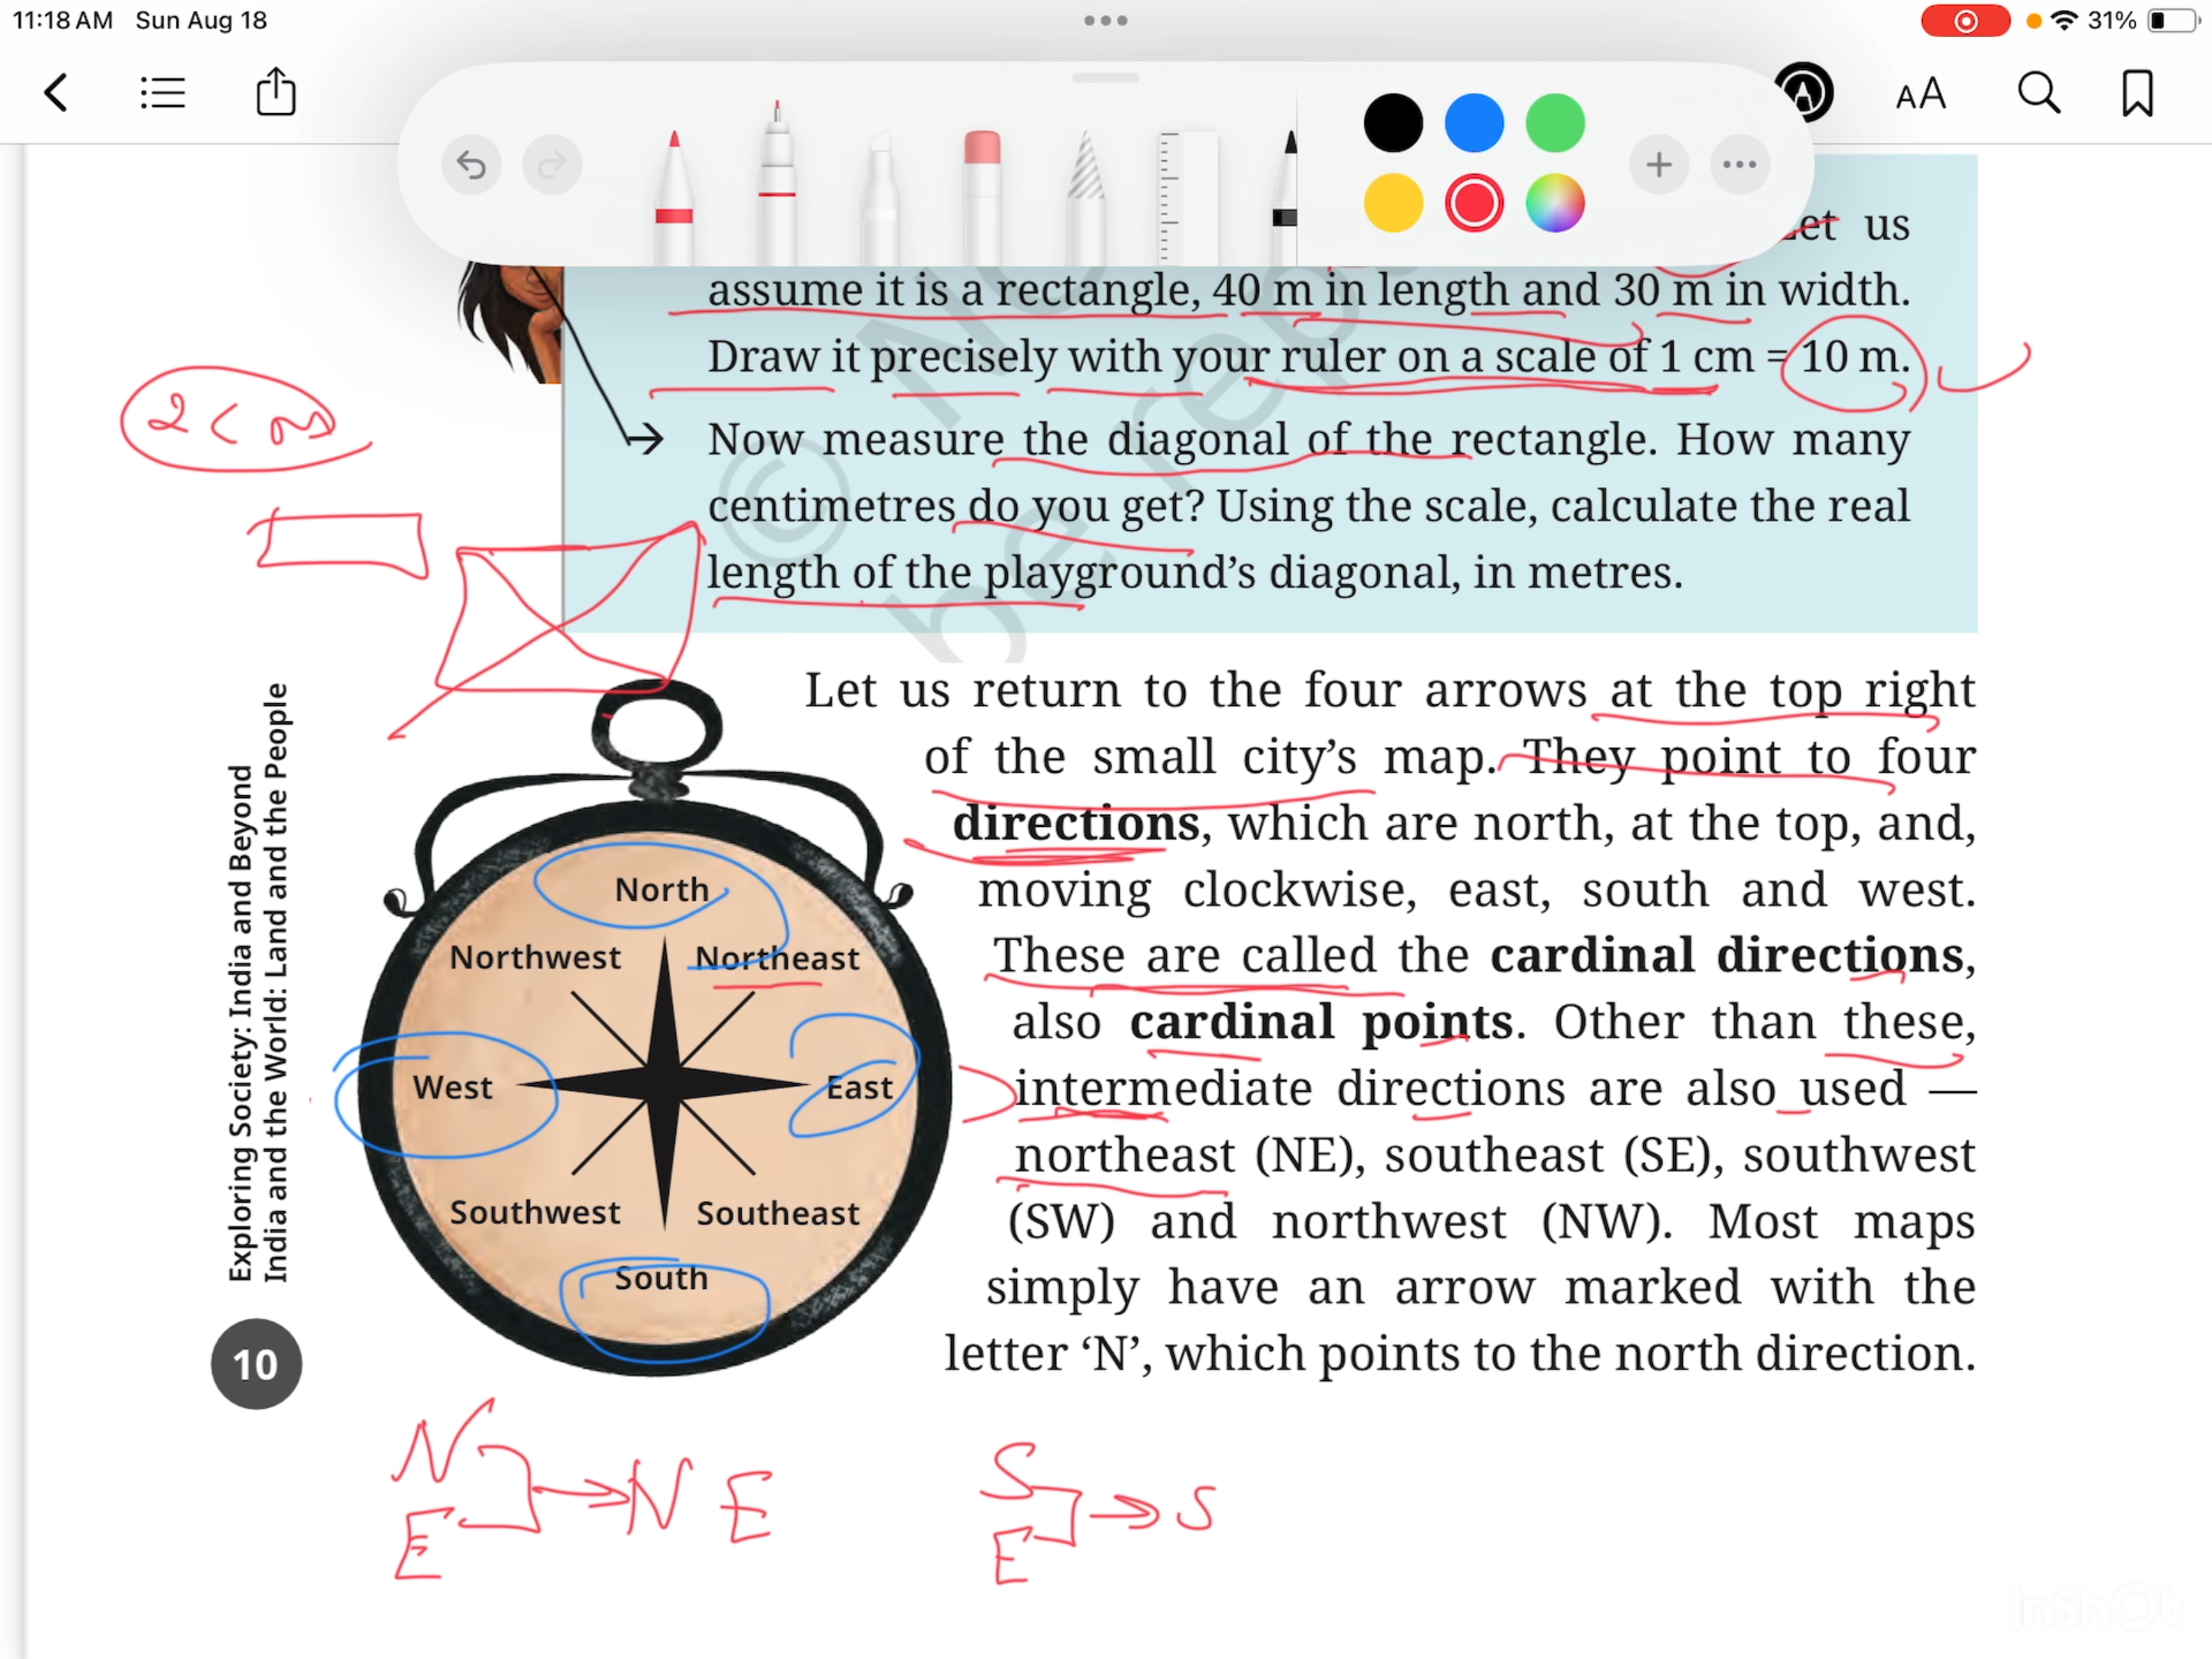 11:18 AM Sun Aug 18
31%
AA
Let us
assume it is a rectangle, 40 m in length and 30 m in width.
Draw it precisely with your ruler on a scale of 1 cm = 10 m.
2 cm
Now measure the diagonal of the rectangle. How many
centimetres do you get? Using the scale, calculate the real
length of the playground’s diagonal, in metres.
© NC
be rep
Let us return to the four arrows at the top right
of the small city’s map. They point to four
directions, which are north, at the top, and,
moving clockwise, east, south and west.
These are called the cardinal directions,
also cardinal points. Other than these,
intermediate directions are also used —
northeast (NE), southeast (SE), southwest
(SW) and northwest (NW). Most maps
simply have an arrow marked with the
letter ‘N’, which points to the north direction.
North
Northwest Northeast
West East
Southwest Southeast
South
Exploring Society: India and Beyond
India and the World: Land and the People
10
N
E
→ N E
S
E
→ S
InShOt